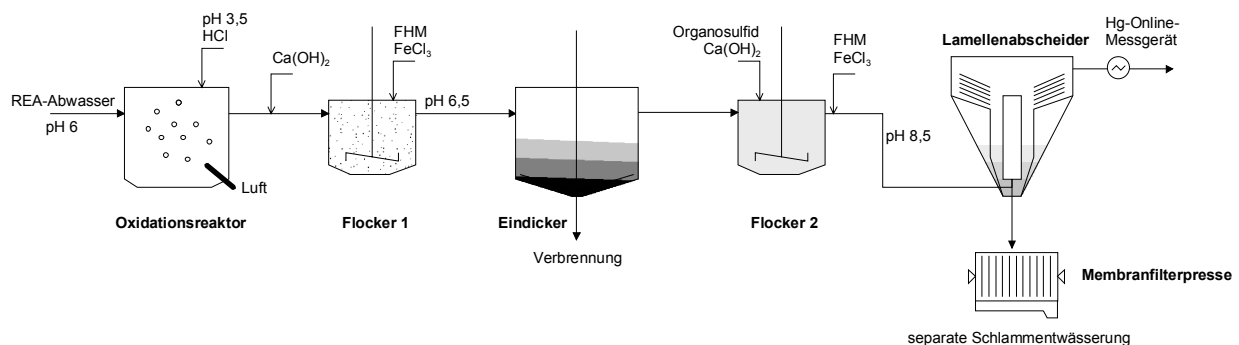 pH 3,5
HCl
Ca(OH)2
FHM
FeCl3
Organosulfid
Ca(OH)2
FHM
FeCl3
Lamellenabscheider
Hg-Online-
Messgerät
REA-Abwasser
pH 6
pH 6,5
pH 8,5
Luft
Oxidationsreaktor
Flocker 1
Eindicker
Flocker 2
Verbrennung
Membranfilterpresse
separate Schlammentwässerung